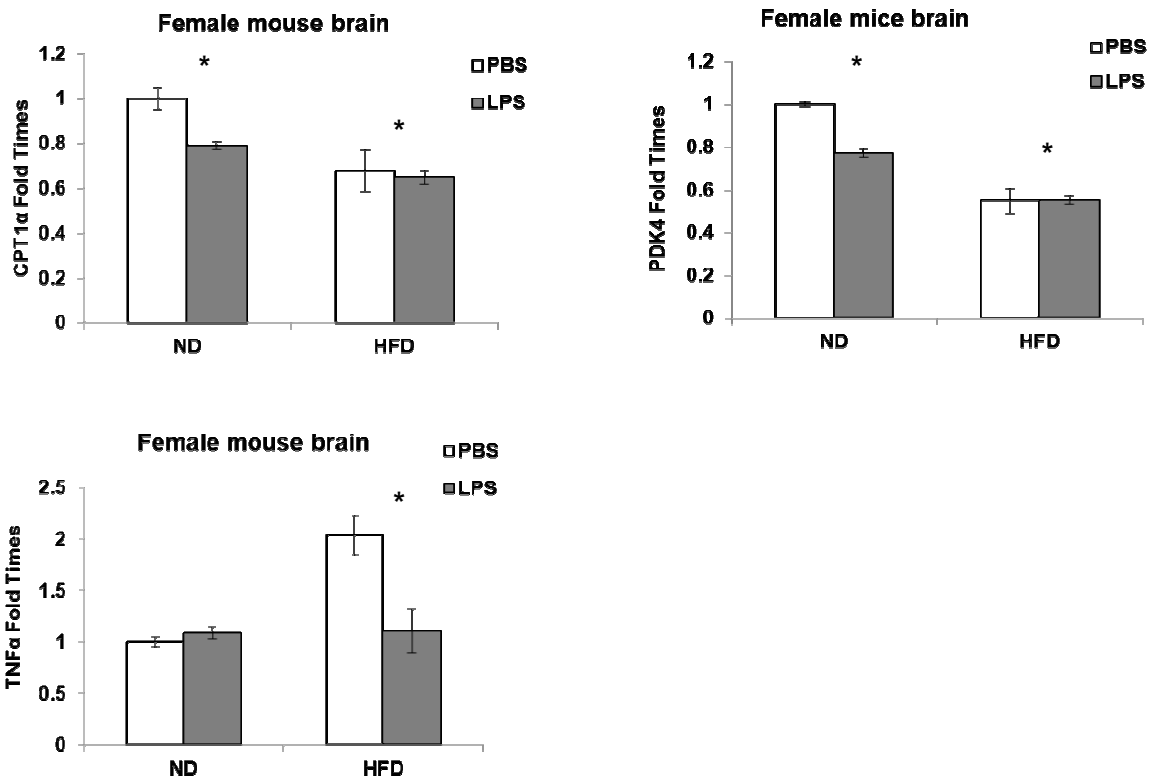 Female mouse brain
PBS
LPS
CPT1α Fold Times
1.2
1
0.8
0.6
0.4
0.2
0
*
*
ND
HFD
Female mice brain
PBS
LPS
PDK4 Fold Times
1.2
1
0.8
0.6
0.4
0.2
0
*
*
ND
HFD
Female mouse brain
PBS
LPS
TNFα Fold Times
2.5
2
1.5
1
0.5
0
*
ND
HFD